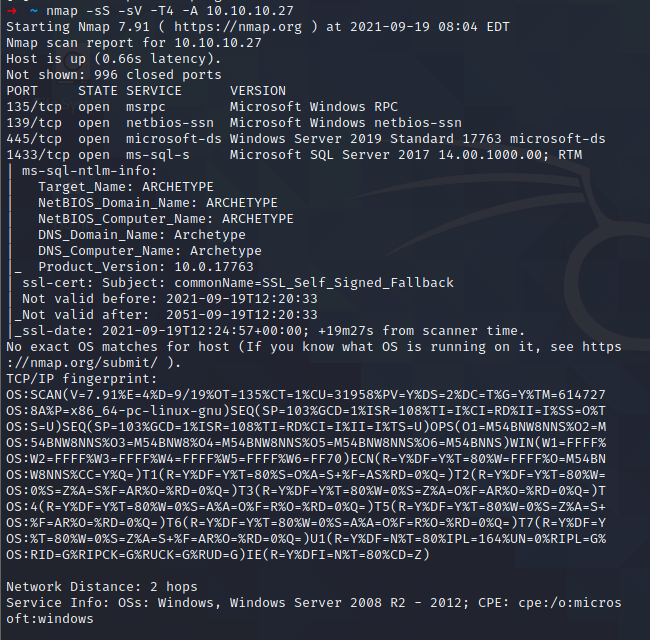 → ~ nmap -sS -sV -T4 -A 10.10.10.27
Starting Nmap 7.91 ( https://nmap.org ) at 2021-09-19 08:04 EDT
Nmap scan report for 10.10.10.27
Host is up (0.66s latency).
Not shown: 996 closed ports
PORT     STATE SERVICE      VERSION
135/tcp  open  msrpc        Microsoft Windows RPC
139/tcp  open  netbios-ssn  Microsoft Windows netbios-ssn
445/tcp  open  microsoft-ds Windows Server 2019 Standard 17763 microsoft-ds
1433/tcp open  ms-sql-s     Microsoft SQL Server 2017 14.00.1000.00; RTM
| ms-sql-ntlm-info:
|   Target_Name: ARCHETYPE
|   NetBIOS_Domain_Name: ARCHETYPE
|   NetBIOS_Computer_Name: ARCHETYPE
|   DNS_Domain_Name: Archetype
|   DNS_Computer_Name: Archetype
|_  Product_Version: 10.0.17763
| ssl-cert: Subject: commonName=SSL_Self_Signed_Fallback
| Not valid before: 2021-09-19T12:20:33
|_Not valid after:  2051-09-19T12:20:33
|_ssl-date: 2021-09-19T12:24:57+00:00; +19m27s from scanner time.
No exact OS matches for host (If you know what OS is running on it, see https
://nmap.org/submit/ ).
TCP/IP fingerprint:
OS:SCAN(V=7.91%E=4%D=9/19%OT=135%CT=1%CU=31958%PV=Y%DS=2%DC=T%G=Y%TM=614727
OS:8A%P=x86_64-pc-linux-gnu)SEQ(SP=103%GCD=1%ISR=108%TI=I%CI=RD%II=I%SS=O%T
OS:S=U)SEQ(SP=103%GCD=1%ISR=108%TI=RD%CI=I%II=I%TS=U)OPS(O1=M54BNW8NNS%O2=M
OS:54BNW8NNS%O3=M54BNW8%O4=M54BNW8NNS%O5=M54BNW8NNS%O6=M54BNNS)WIN(W1=FFFF%
OS:W2=FFFF%W3=FFFF%W4=FFFF%W5=FFFF%W6=FF70)ECN(R=Y%DF=Y%T=80%W=FFFF%O=M54BN
OS:W8NNS%CC=Y%Q=)T1(R=Y%DF=Y%T=80%S=O%A=S+%F=AS%RD=0%Q=)T2(R=Y%DF=Y%T=80%W=
OS:0%S=Z%A=S%F=AR%O=%RD=0%Q=)T3(R=Y%DF=Y%T=80%W=0%S=Z%A=O%F=AR%O=%RD=0%Q=)T
OS:4(R=Y%DF=Y%T=80%W=0%S=A%A=O%F=R%O=%RD=0%Q=)T5(R=Y%DF=Y%T=80%W=0%S=Z%A=S+
OS:%F=AR%O=%RD=0%Q=)T6(R=Y%DF=Y%T=80%W=0%S=A%A=O%F=R%O=%RD=0%Q=)T7(R=Y%DF=Y
OS:%T=80%W=0%S=Z%A=S+%F=AR%O=%RD=0%Q=)U1(R=Y%DF=N%T=80%IPL=164%UN=0%RIPL=G%
OS:RID=G%RIPCK=G%RUCK=G%RUD=G)IE(R=Y%DFI=N%T=80%CD=Z)
Network Distance: 2 hops
Service Info: OSs: Windows, Windows Server 2008 R2 - 2012; CPE: cpe:/o:micros
oft:windows